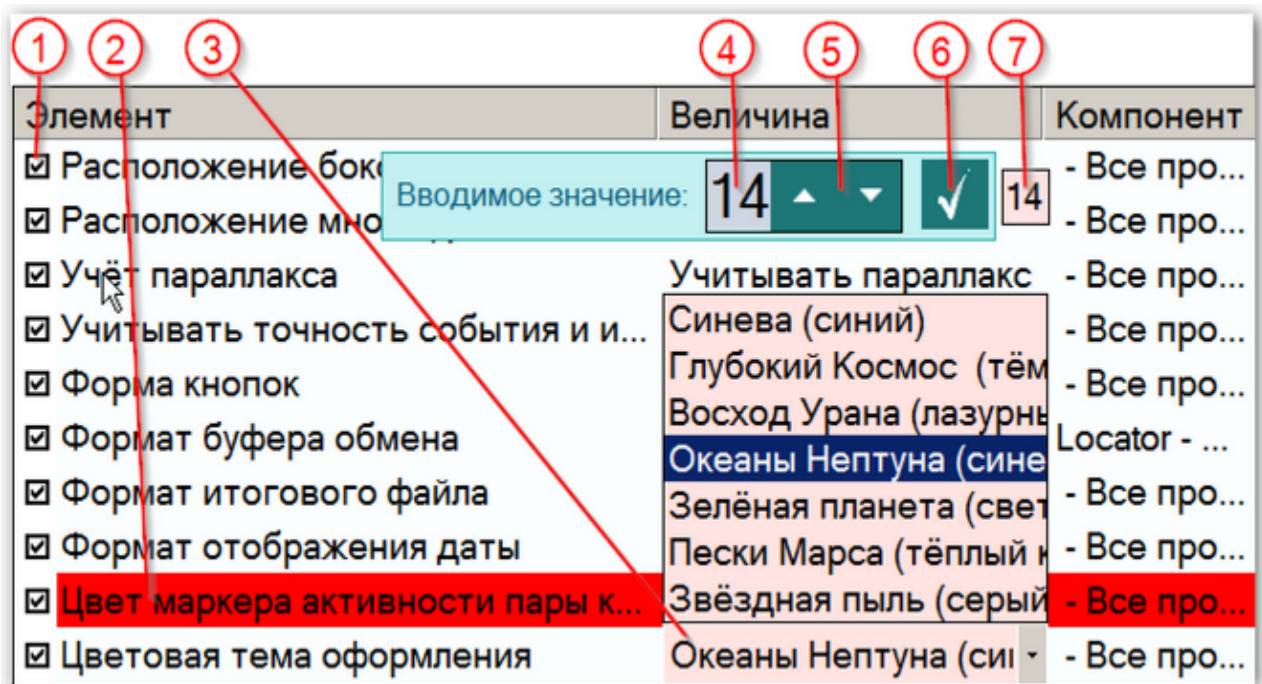 1 2 3 4 5 6 7
Элемент Величина Компонент
Расположение бокс - Все про...
Вводимое значение: 14 14
Расположение мно - Все про...
Учёт параллакса Учитывать параллакс - Все про...
Учитывать точность события и и... Синева (синий) - Все про...
Форма кнопок Глубокий Космос (тём - Все про...
Формат буфера обмена Восход Урана (лазурны Locator - ...
Океаны Нептуна (сине
Формат итогового файла Зелёная планета (свет - Все про...
Формат отображения даты Пески Марса (тёплый к - Все про...
Цвет маркера активности пары к... Звёздная пыль (серый - Все про...
Цветовая тема оформления Океаны Нептуна (си - Все про...